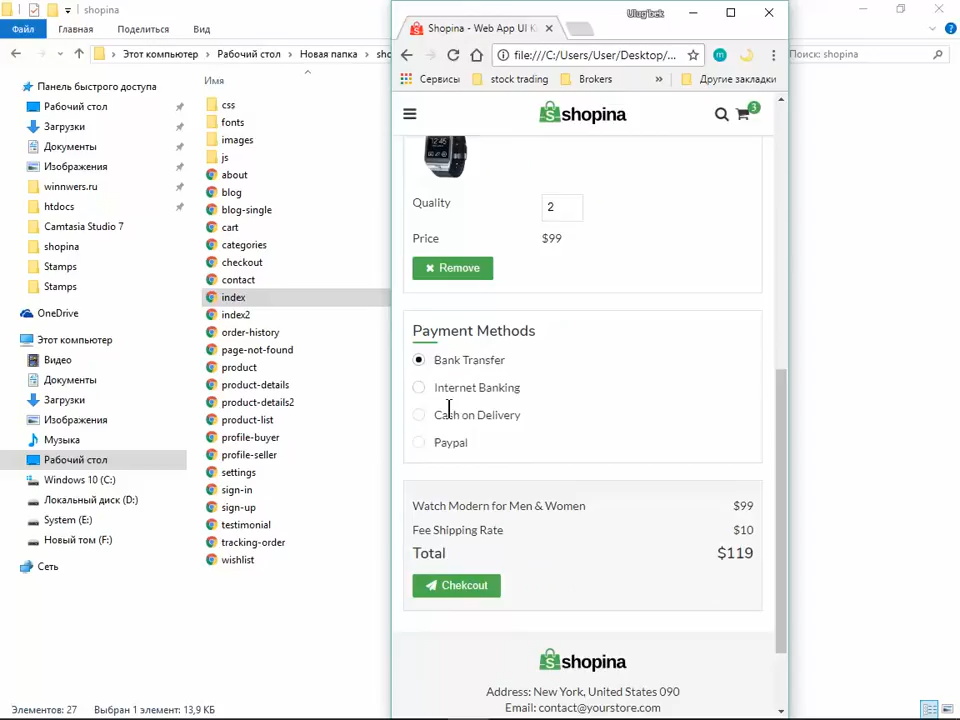 shopina
Файл
Главная
Поделиться
Вид
Этот компьютер
Рабочий стол
Новая папка
Поиск: shopina
Имя
Панель быстрого доступа
Рабочий стол
Загрузки
Документы
Изображения
winnwers.ru
htdocs
Camtasia Studio 7
shopina
Stamps
Stamps
OneDrive
Этот компьютер
Видео
Документы
Загрузки
Изображения
Музыка
Рабочий стол
Windows 10 (C:)
Локальный диск (D:)
System (E:)
Новый том (F:)
Сеть
css
fonts
images
js
about
blog
blog-single
cart
categories
checkout
contact
index
index2
order-history
page-not-found
product
product-details
product-details2
product-list
profile-buyer
profile-seller
settings
sign-in
sign-up
testimonial
tracking-order
wishlist
Элементов: 27
Выбран 1 элемент: 13,9 КБ
Ulug'bek
Shopina - Web App UI K
file:///C:/Users/User/Desktop/...
Сервисы
stock trading
Brokers
»
Другие закладки
shopina
3
Quality
2
Price
$99
Remove
Payment Methods
Bank Transfer
Internet Banking
Cash on Delivery
Paypal
Watch Modern for Men & Women $99
Fee Shipping Rate $10
Total $119
Chekcout
shopina
Address: New York, United States 090
Email: contact@yourstore.com